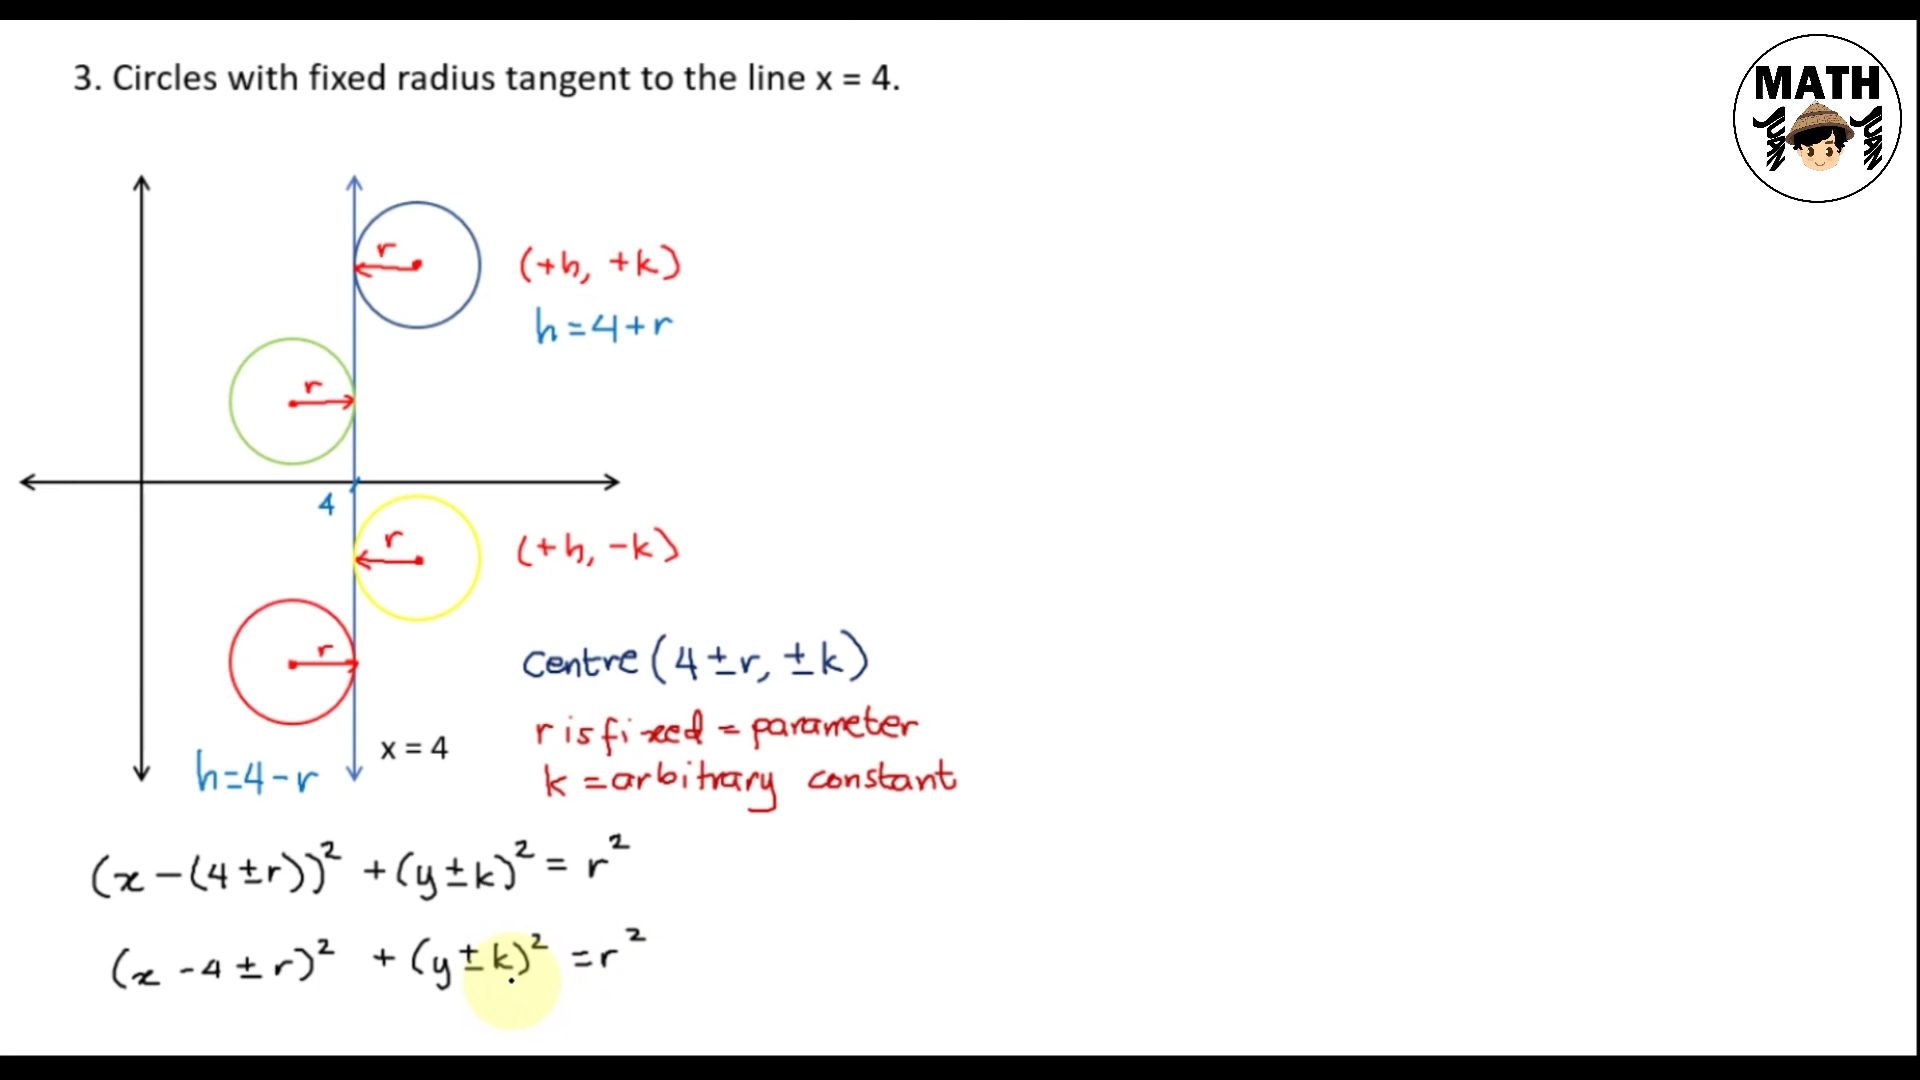 3. Circles with fixed radius tangent to the line x = 4.
MATH
r
(+h, +k)
h=4+r
r
4
r
(+h, -k)
r
centre (4±r, ±k)
r is fixed = parameter
x = 4
h=4-r
k = arbitrary constant
(x-(4±r))² + (y±k)² = r²
(x-4±r)² + (y±k)² = r²